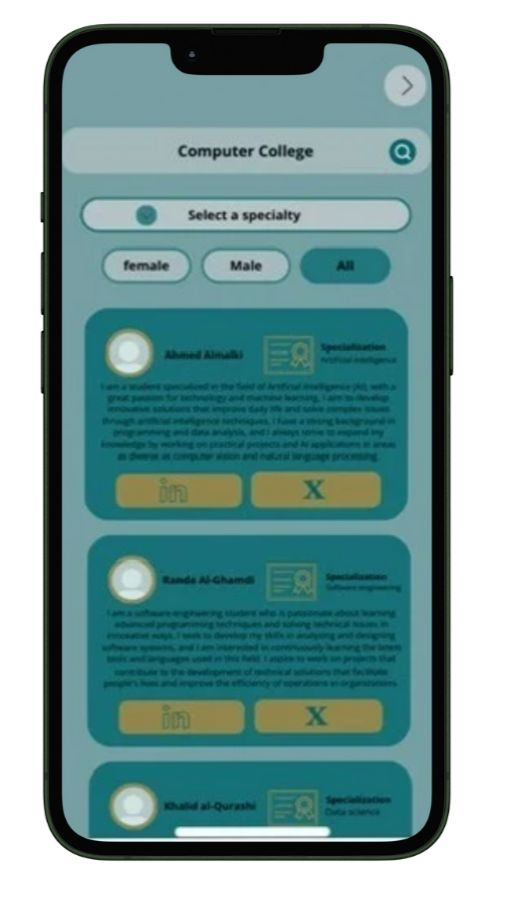 Computer College
Select a specialty
female
Male
All
Ahmed Almalki
Specialization
Artificial intelligence
I am a student specialized in the field of Artificial Intelligence (AI), with a
great passion for technology and machine learning, I aim to develop
innovative solutions that improve daily life and solve complex issues
through artificial intelligence techniques, I have a strong background in
programming and data analysis, and I always strive to expand my
knowledge by working on practical projects and AI applications in areas
as diverse as computer vision and natural language processing.
in
X
Randa Al-Ghamdi
Specialization
Software engineering
I am a software engineering student who is passionate about learning
advanced programming techniques and solving technical issues in
innovative ways. I seek to develop my skills in analyzing and designing
software systems, and I am interested in continuously learning the latest
tools and languages used in this field. I aspire to work on projects that
contribute to the development of technical solutions that facilitate
people's lives and improve the efficiency of operations in organizations.
in
X
Khalid al-Qurashi
Specialization
Data science